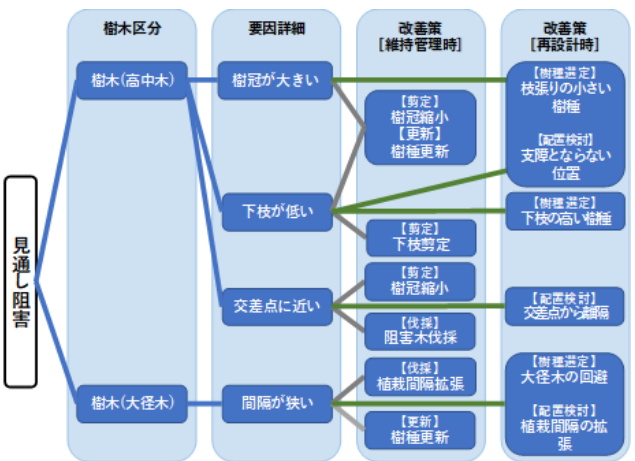 樹木区分
要因詳細
改善策
[維持管理時]
改善策
[再設計時]
見通し阻害
樹木(高中木)
樹木(大径木)
樹冠が大きい
下枝が低い
交差点に近い
間隔が狭い
【剪定】
樹冠縮小
【更新】
樹種更新
【剪定】
下枝剪定
【剪定】
樹冠縮小
【伐採】
阻害木伐採
【伐採】
植栽間隔拡張
【更新】
樹種更新
【樹種選定】
枝張りの小さい
樹種
【配置検討】
支障とならない
位置
【樹種選定】
下枝の高い樹種
【配置検討】
交差点から離隔
【樹種選定】
大径木の回避
【配置検討】
植栽間隔の拡
張